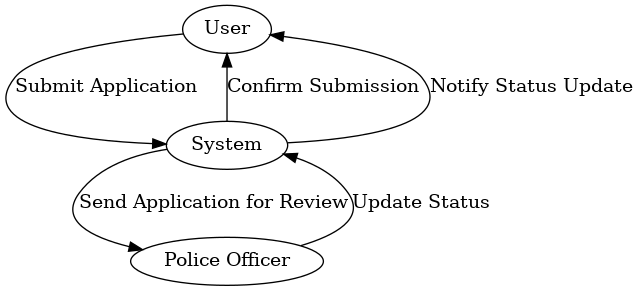 User
Submit Application
Confirm Submission
Notify Status Update
System
Send Application for Review
Update Status
Police Officer